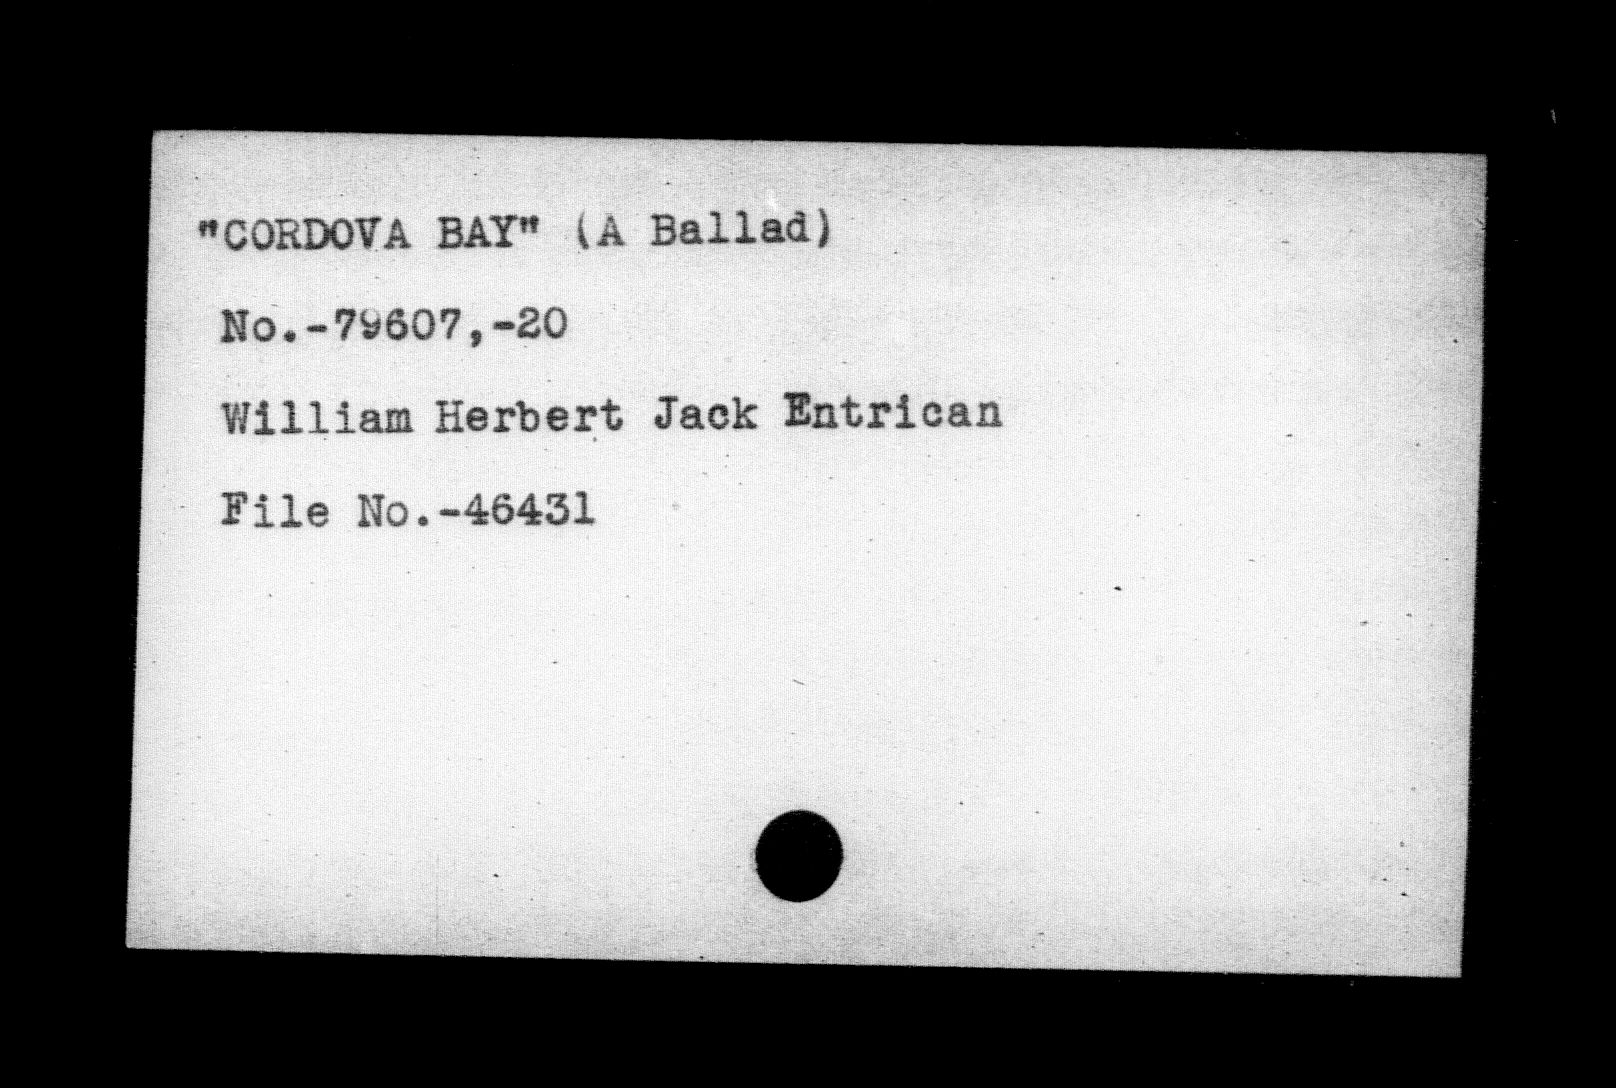 "CORDOVA BAY" (A Ballad)
No.-79607,-20
William Herbert Jack Entrican
File No.-46431